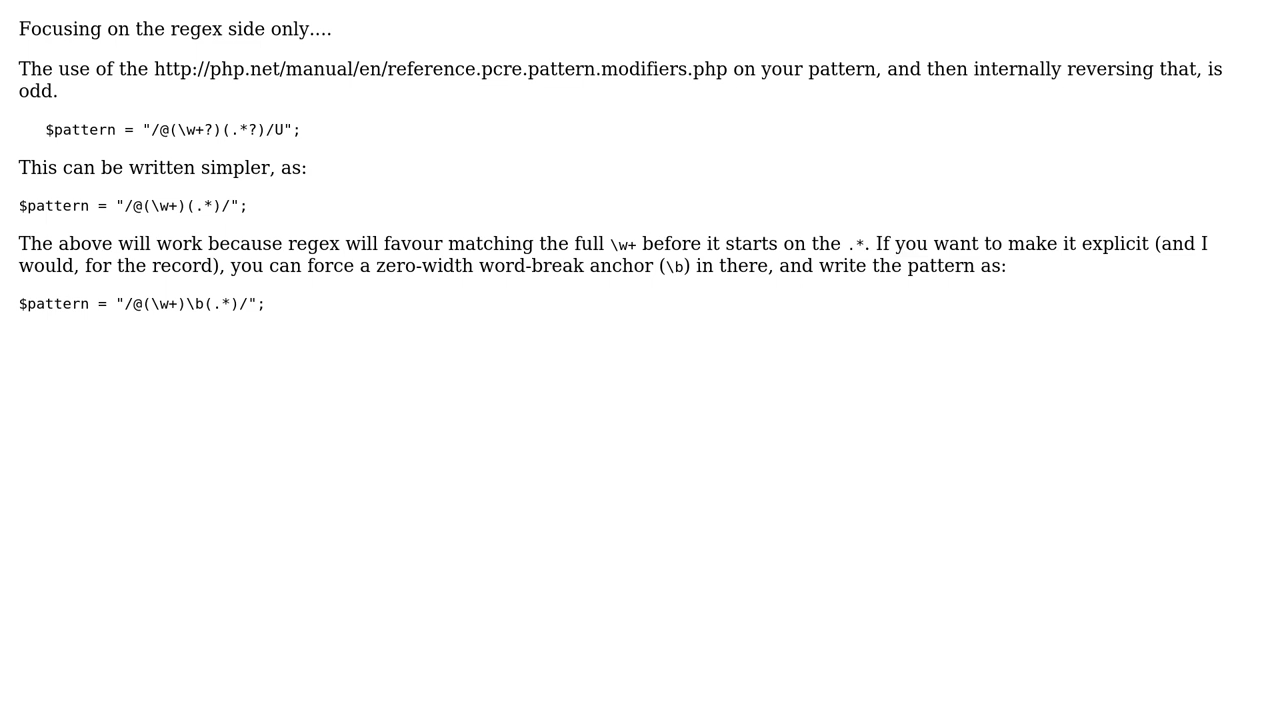 Focusing on the regex side only....
The use of the http://php.net/manual/en/reference.pcre.pattern.modifiers.php on your pattern, and then internally reversing that, is
odd.
$pattern = "/@(\w+?)(.*?)/U";
This can be written simpler, as:
$pattern = "/@(\w+)(.*)/";
The above will work because regex will favour matching the full \w+ before it starts on the .*. If you want to make it explicit (and I
would, for the record), you can force a zero-width word-break anchor (\b) in there, and write the pattern as:
$pattern = "/@(\w+)\b(.*)/";